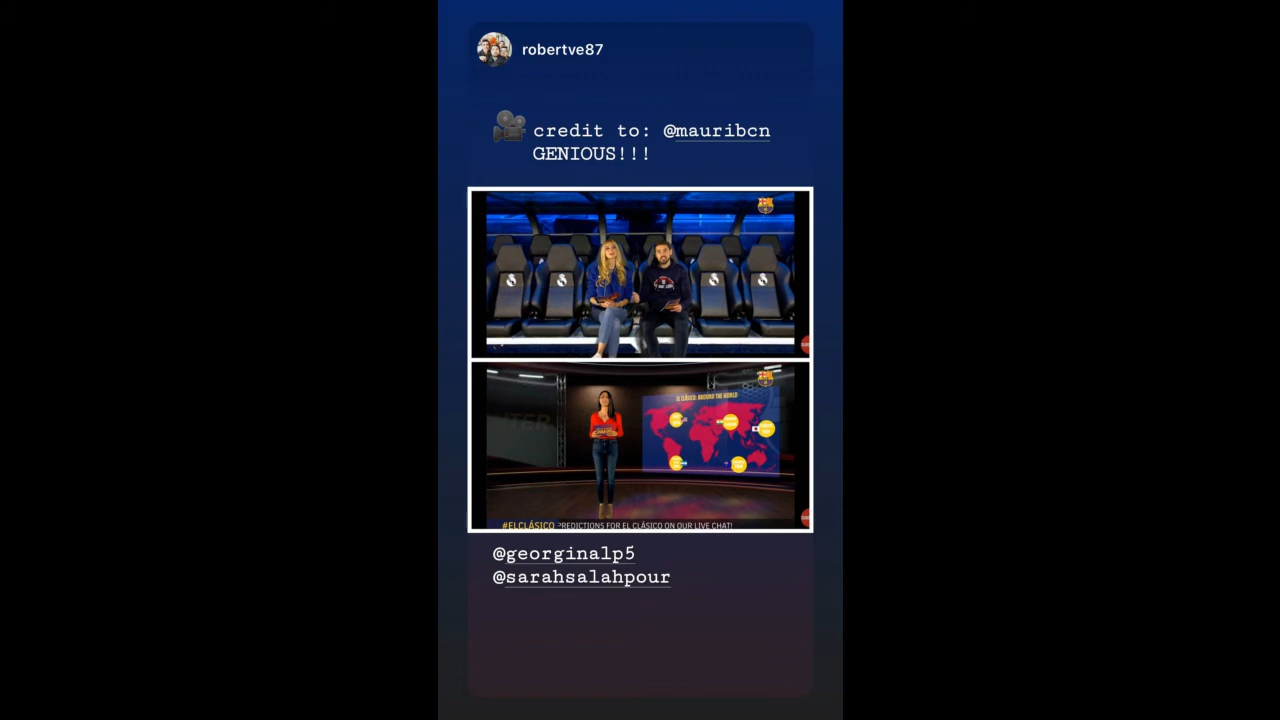 robertve87
credit to: @mauribcn
GENIOUS!!!
EL CLÁSICO: AROUND THE WORLD
#ELCLÁSICO PREDICTIONS FOR EL CLÁSICO ON OUR LIVE CHAT!
@georginalp5
@sarahsalahpour